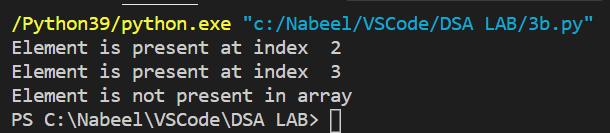 /Python39/python.exe "c:/Nabeel/VSCode/DSA LAB/3b.py"
Element is present at index  2
Element is present at index  3
Element is not present in array
PS C:\Nabeel\VSCode\DSA LAB>